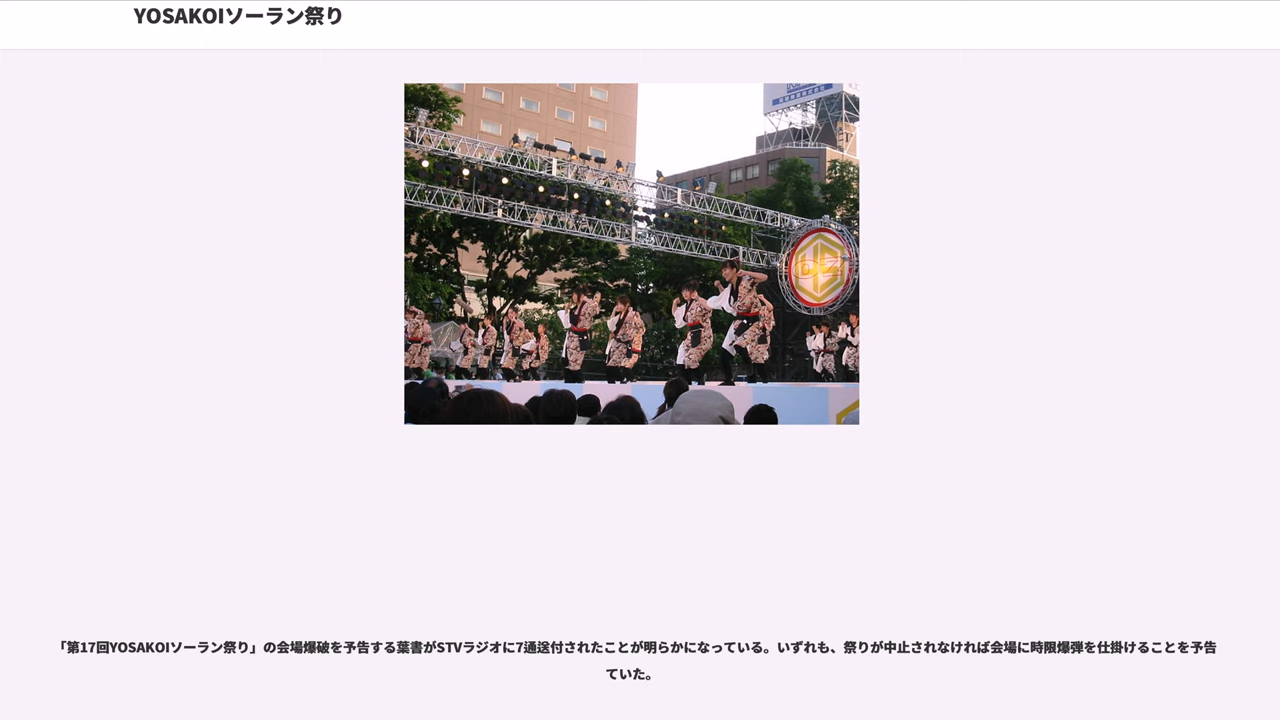 YOSAKOIソーラン祭り
「第17回YOSAKOIソーラン祭り」の会場爆破を予告する葉書がSTVラジオに7通送付されたことが明らかになっている。いずれも、祭りが中止されなければ会場に時限爆弾を仕掛けることを予告
ていた。